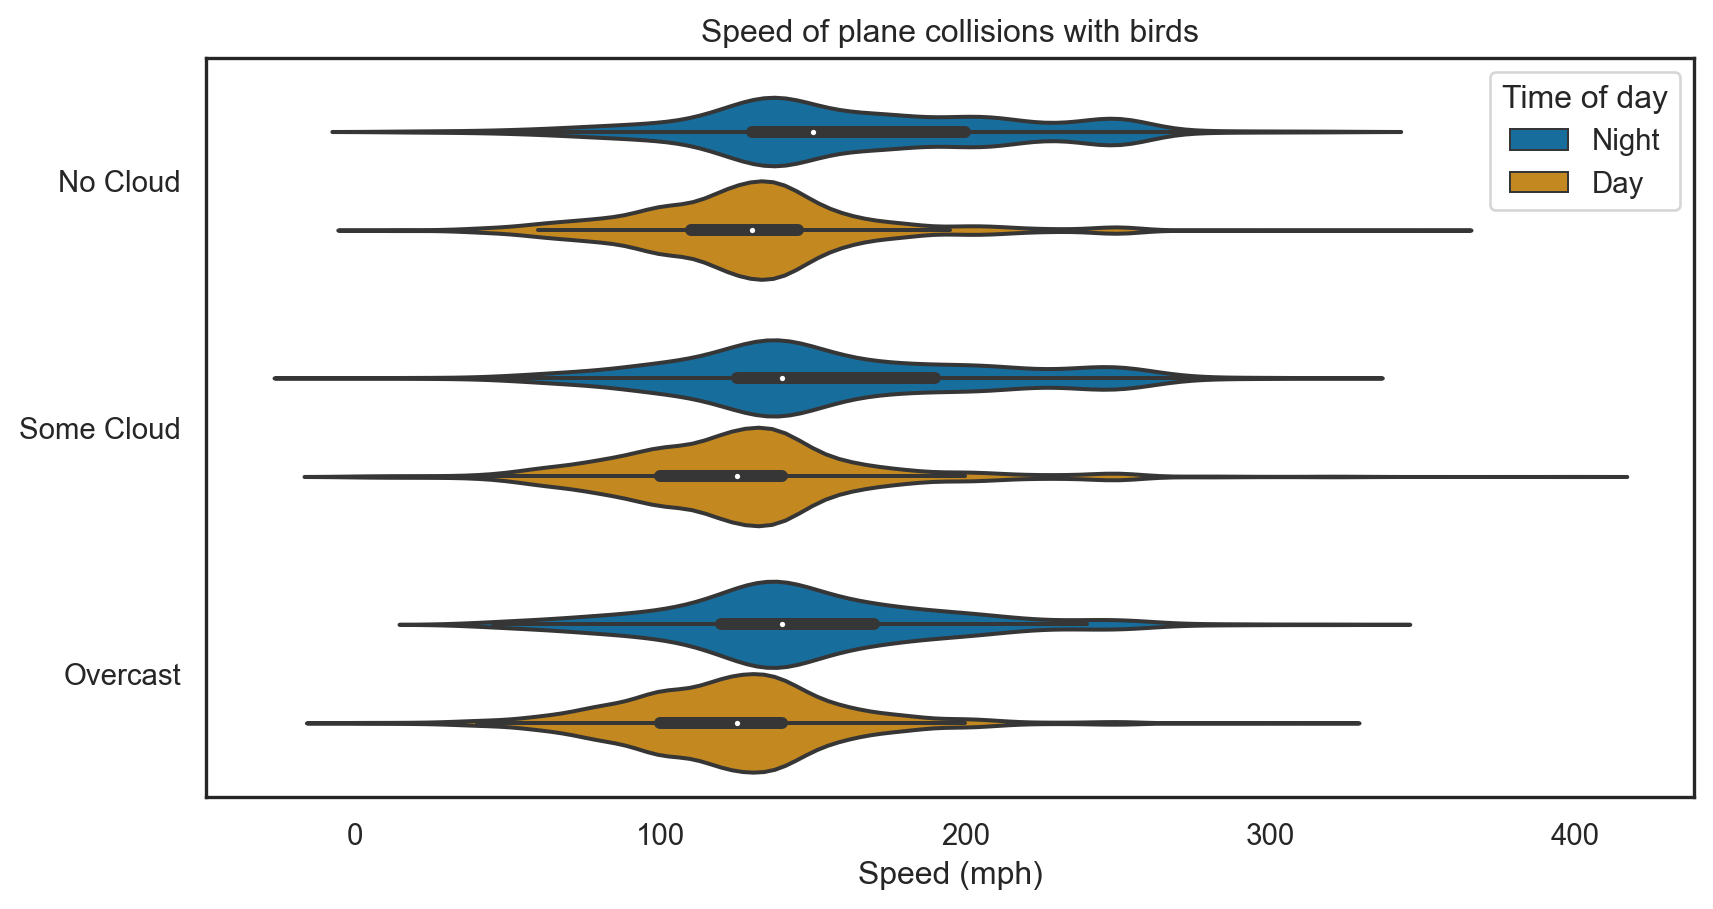 Speed of plane collisions with birds
Time of day
Night
Day
No Cloud
Some Cloud
Overcast
0 100 200 300 400
Speed (mph)